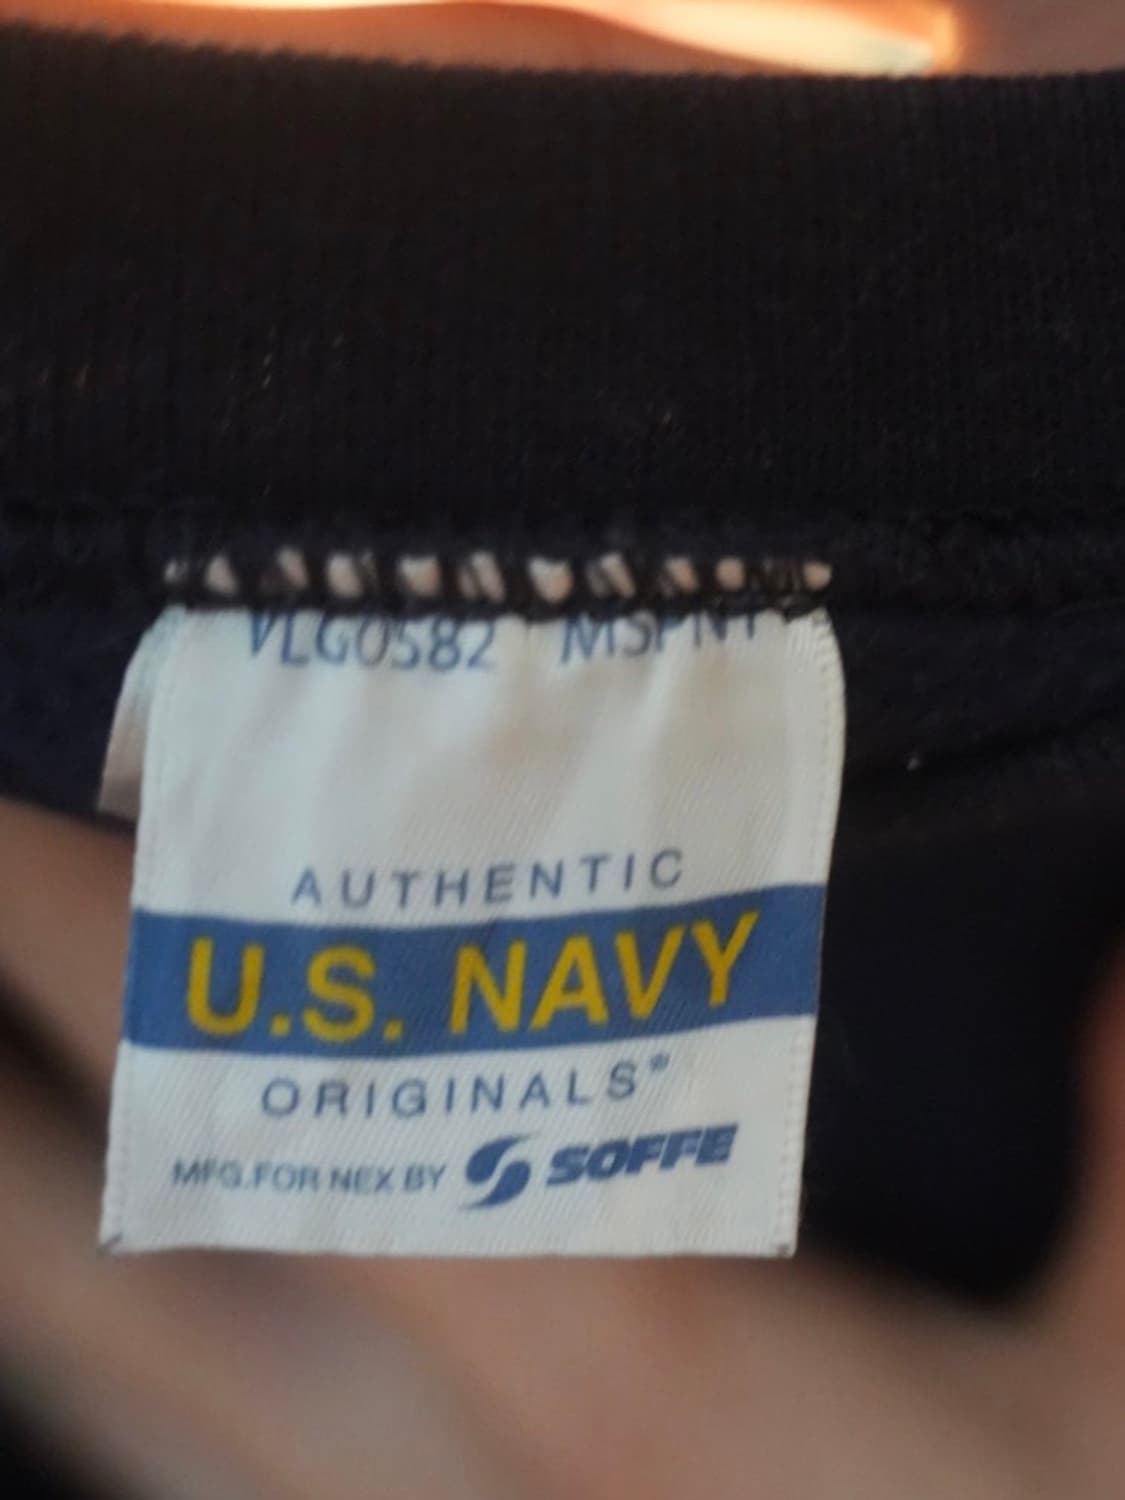 VLG0582 MSPNT
AUTHENTIC
U.S. NAVY
ORIGINALS®
MFG.FOR NEX BY SOFFE